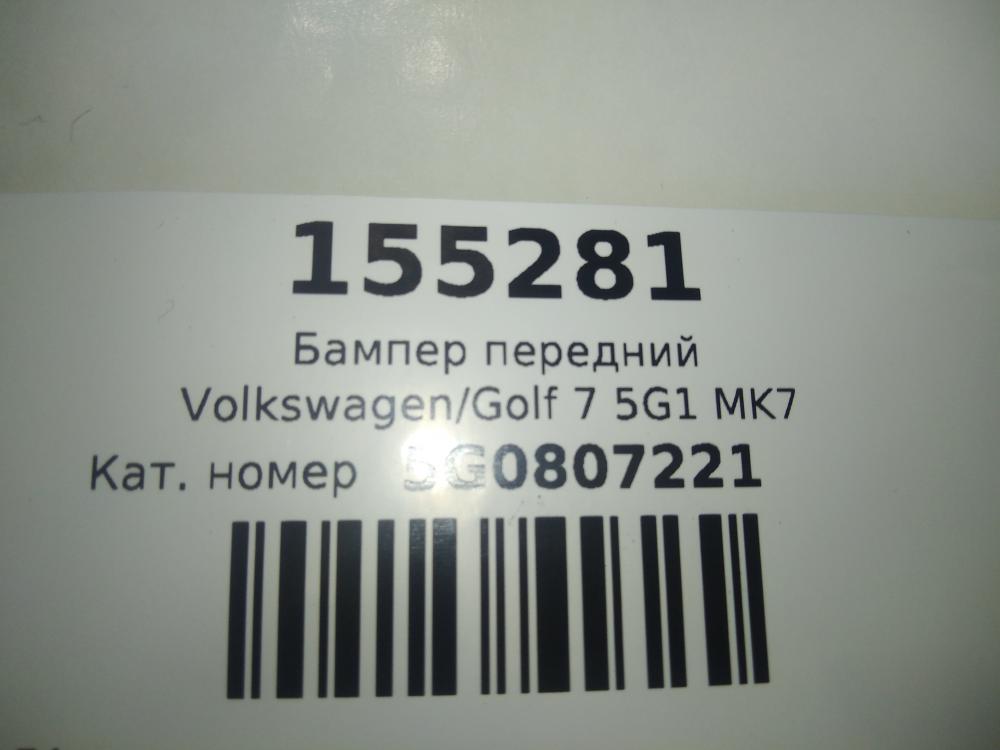 155281
Бампер передний
Volkswagen/Golf 7 5G1 MK7
Кат. номер 5G0807221